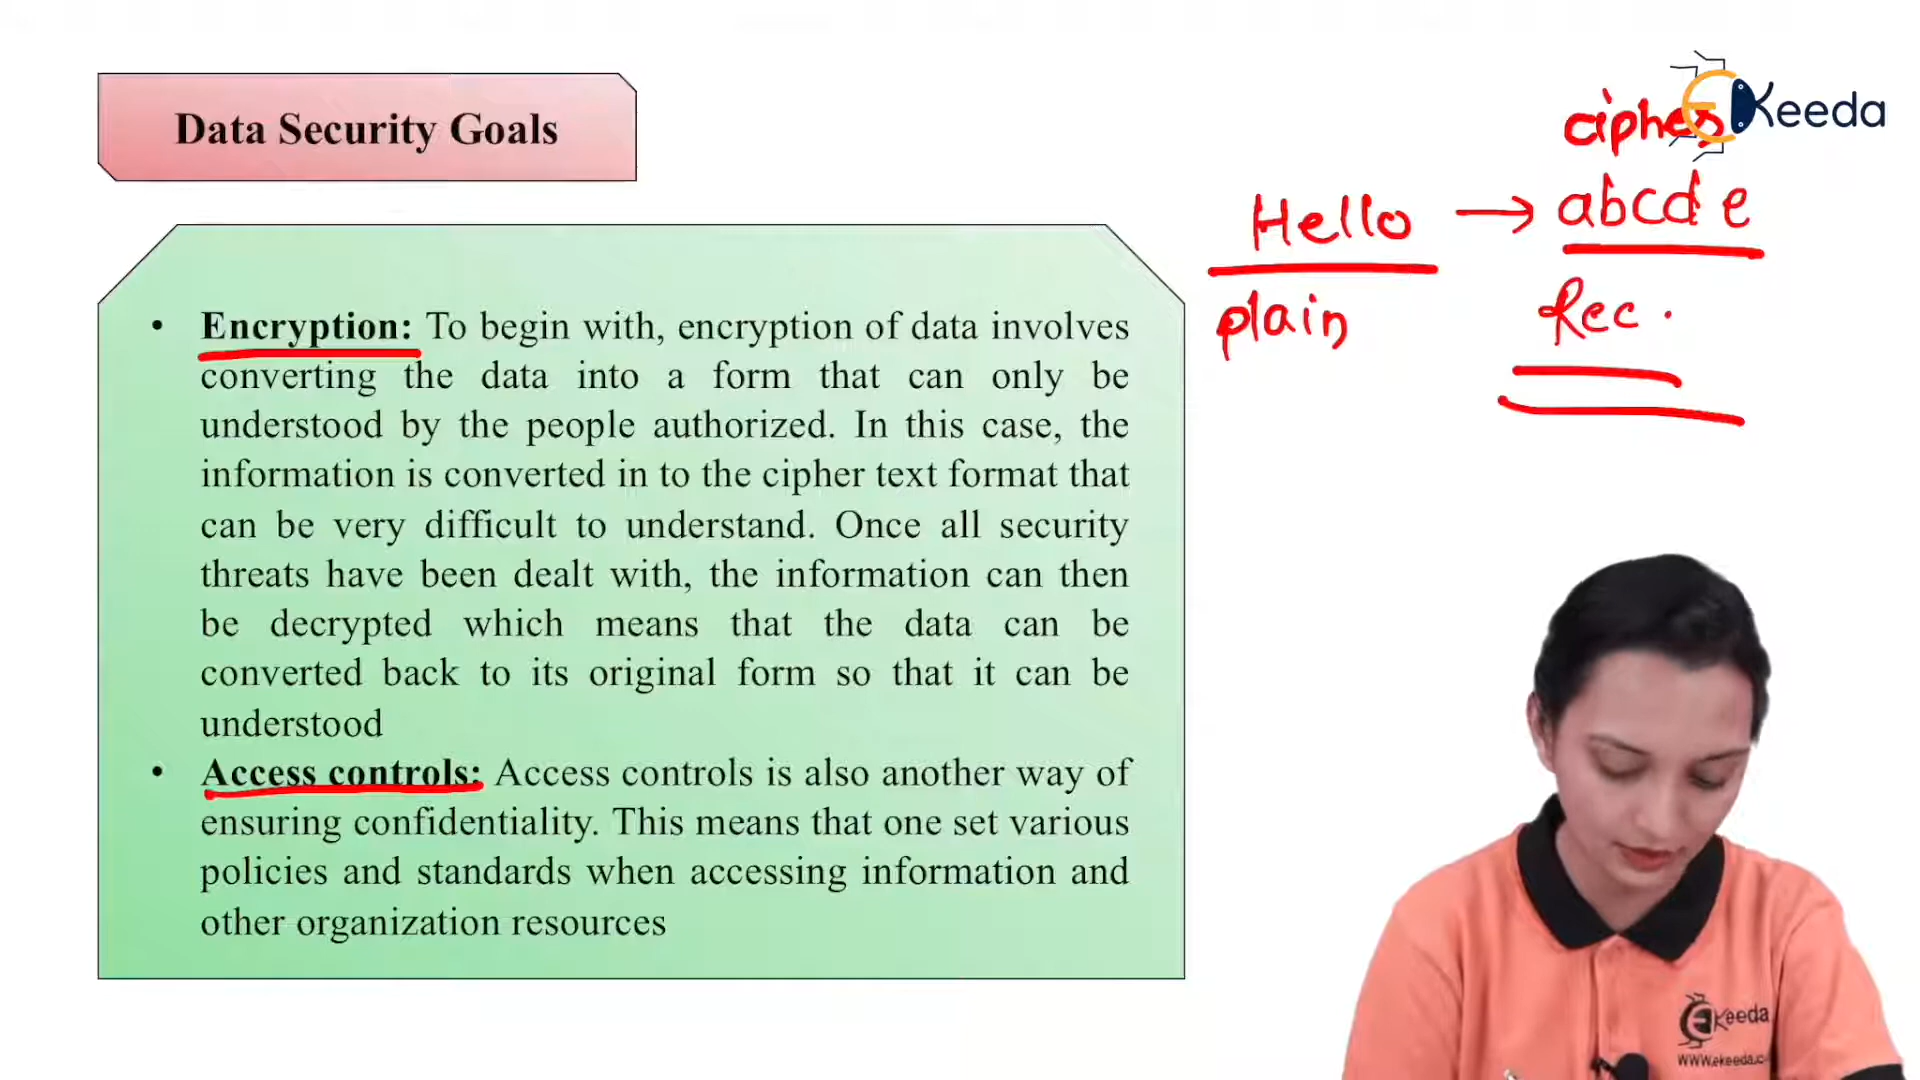 Data Security Goals
cipher
Keeda
Hello → abcde
plain
Rec.
• Encryption: To begin with, encryption of data involves
converting the data into a form that can only be
understood by the people authorized. In this case, the
information is converted in to the cipher text format that
can be very difficult to understand. Once all security
threats have been dealt with, the information can then
be decrypted which means that the data can be
converted back to its original form so that it can be
understood
• Access controls: Access controls is also another way of
ensuring confidentiality. This means that one set various
policies and standards when accessing information and
other organization resources
Keeda
www.ekeeda.c